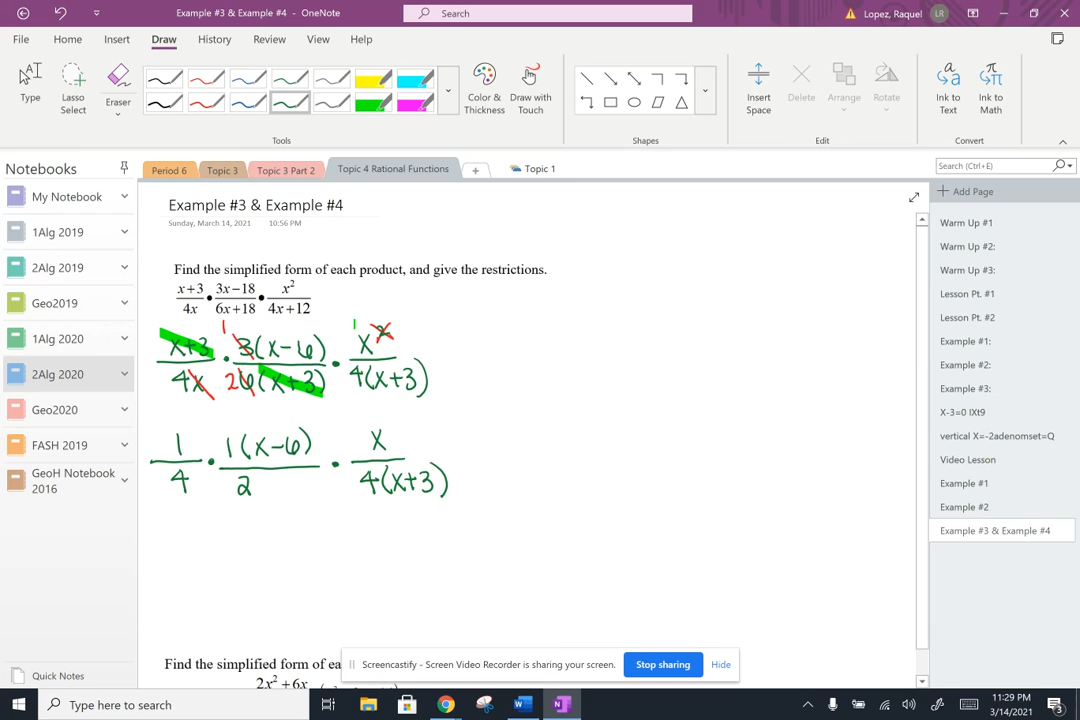 Example #3 & Example #4 - OneNote
Search
Lopez, Raquel
LR
File
Home
Insert
Draw
History
Review
View
Help
Type
Lasso Select
Eraser
Color & Thickness
Draw with Touch
Insert Space
Delete
Arrange
Rotate
Ink to Text
Ink to Math
Tools
Shapes
Edit
Convert
Notebooks
Period 6
Topic 3
Topic 3 Part 2
Topic 4 Rational Functions
+
Topic 1
Search (Ctrl+E)
My Notebook
1Alg 2019
2Alg 2019
Geo2019
1Alg 2020
2Alg 2020
Geo2020
FASH 2019
GeoH Notebook 2016
Quick Notes
Example #3 & Example #4
Sunday, March 14, 2021 10:56 PM
Find the simplified form of each product, and give the restrictions.
x+3 3x−18 x²
4x • 6x+18 • 4x+12
1 1
x+3 · 3(x-6) · x²
4x 2 6(x+3) 4(x+3)
1 · 1(x-6) · x
4 2 4(x+3)
Find the simplified form of ea
2x² +6x
Screencastify - Screen Video Recorder is sharing your screen.
Stop sharing
Hide
Add Page
Warm Up #1
Warm Up #2:
Warm Up #3:
Lesson Pt. #1
Lesson Pt. #2
Example #1:
Example #2:
Example #3:
X-3=0 IXt9
vertical X=-2adenomset=Q
Video Lesson
Example #1
Example #2
Example #3 & Example #4
Type here to search
11:29 PM
3/14/2021
3